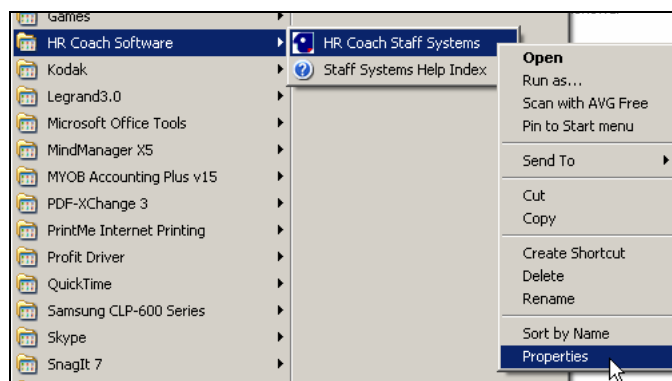 Games
HR Coach Software
Kodak
Legrand3.0
Microsoft Office Tools
MindManager X5
MYOB Accounting Plus v15
PDF-XChange 3
PrintMe Internet Printing
Profit Driver
QuickTime
Samsung CLP-600 Series
Skype
SnagIt 7
HR Coach Staff Systems
Staff Systems Help Index
Open
Run as...
Scan with AVG Free
Pin to Start menu
Send To
Cut
Copy
Create Shortcut
Delete
Rename
Sort by Name
Properties